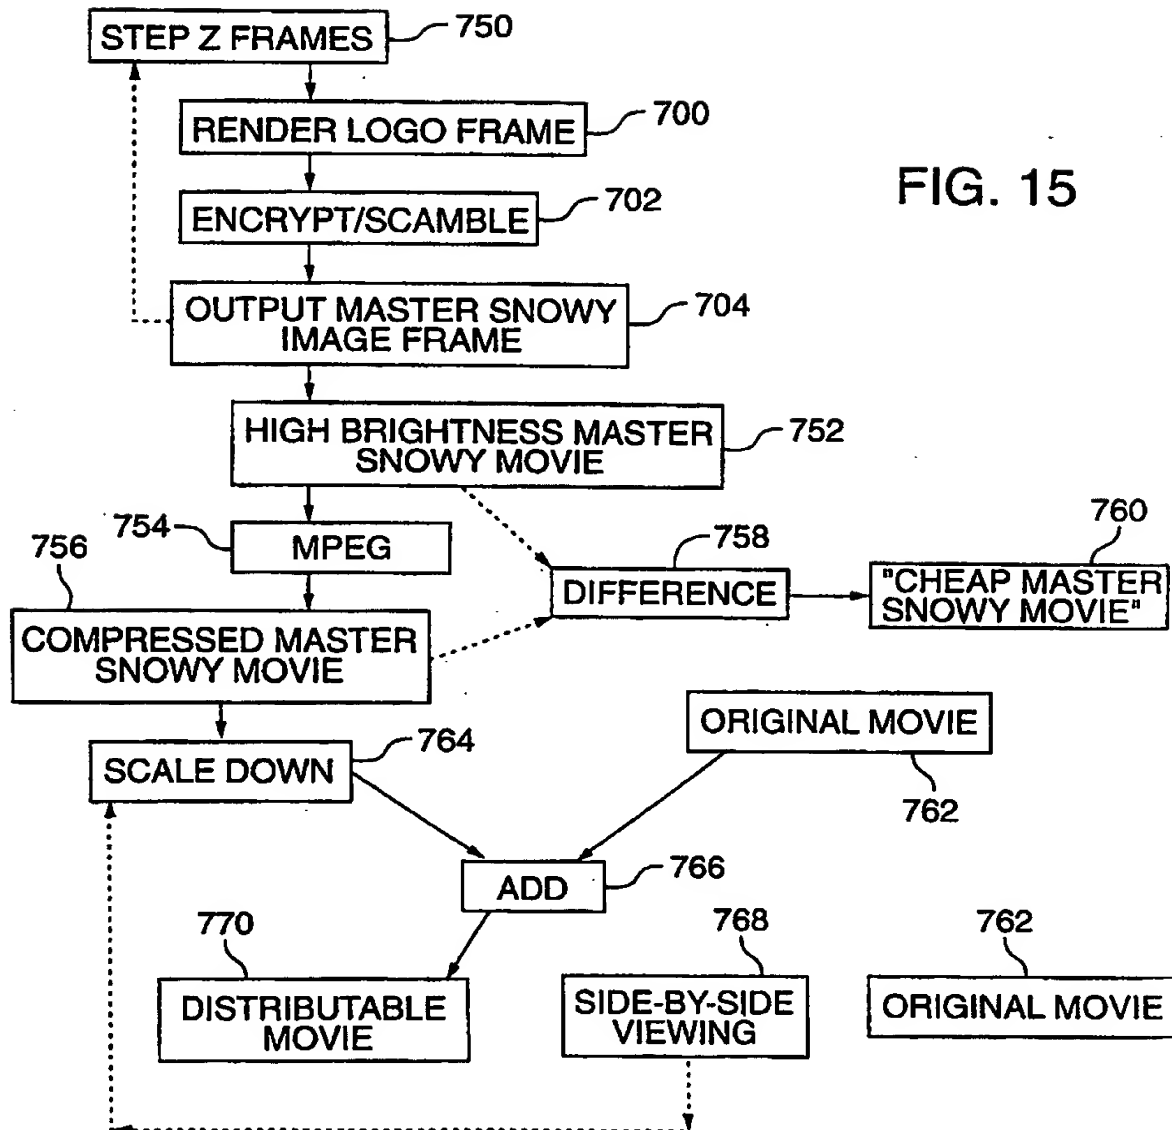 STEP Z FRAMES
750
RENDER LOGO FRAME
700
FIG. 15
ENCRYPT/SCAMBLE
702
OUTPUT MASTER SNOWY
IMAGE FRAME
704
HIGH BRIGHTNESS MASTER
SNOWY MOVIE
752
754
MPEG
756
758
760
DIFFERENCE
"CHEAP MASTER
SNOWY MOVIE"
COMPRESSED MASTER
SNOWY MOVIE
ORIGINAL MOVIE
762
764
SCALE DOWN
ADD
766
770
768
762
DISTRIBUTABLE
MOVIE
SIDE-BY-SIDE
VIEWING
ORIGINAL MOVIE